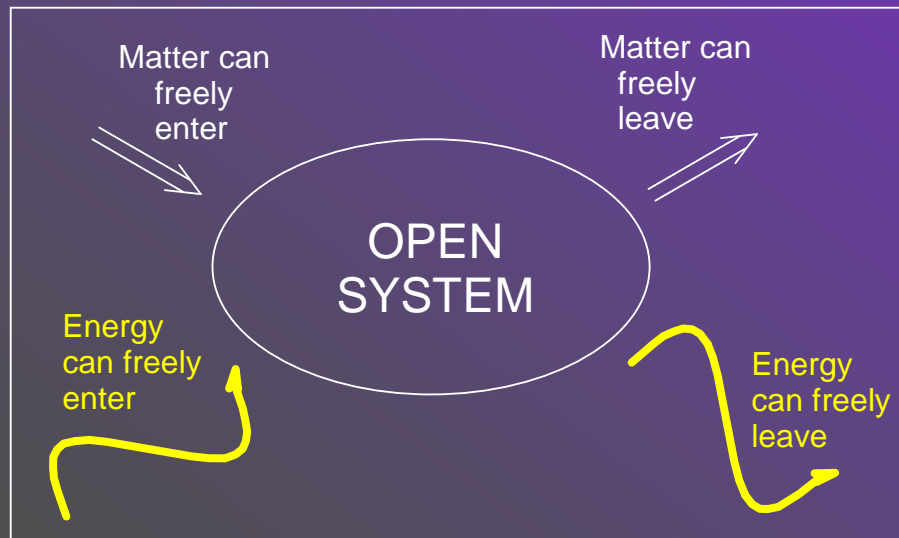 Matter can
freely
enter
Matter can
freely
leave
OPEN
SYSTEM
Energy
can freely
enter
Energy
can freely
leave